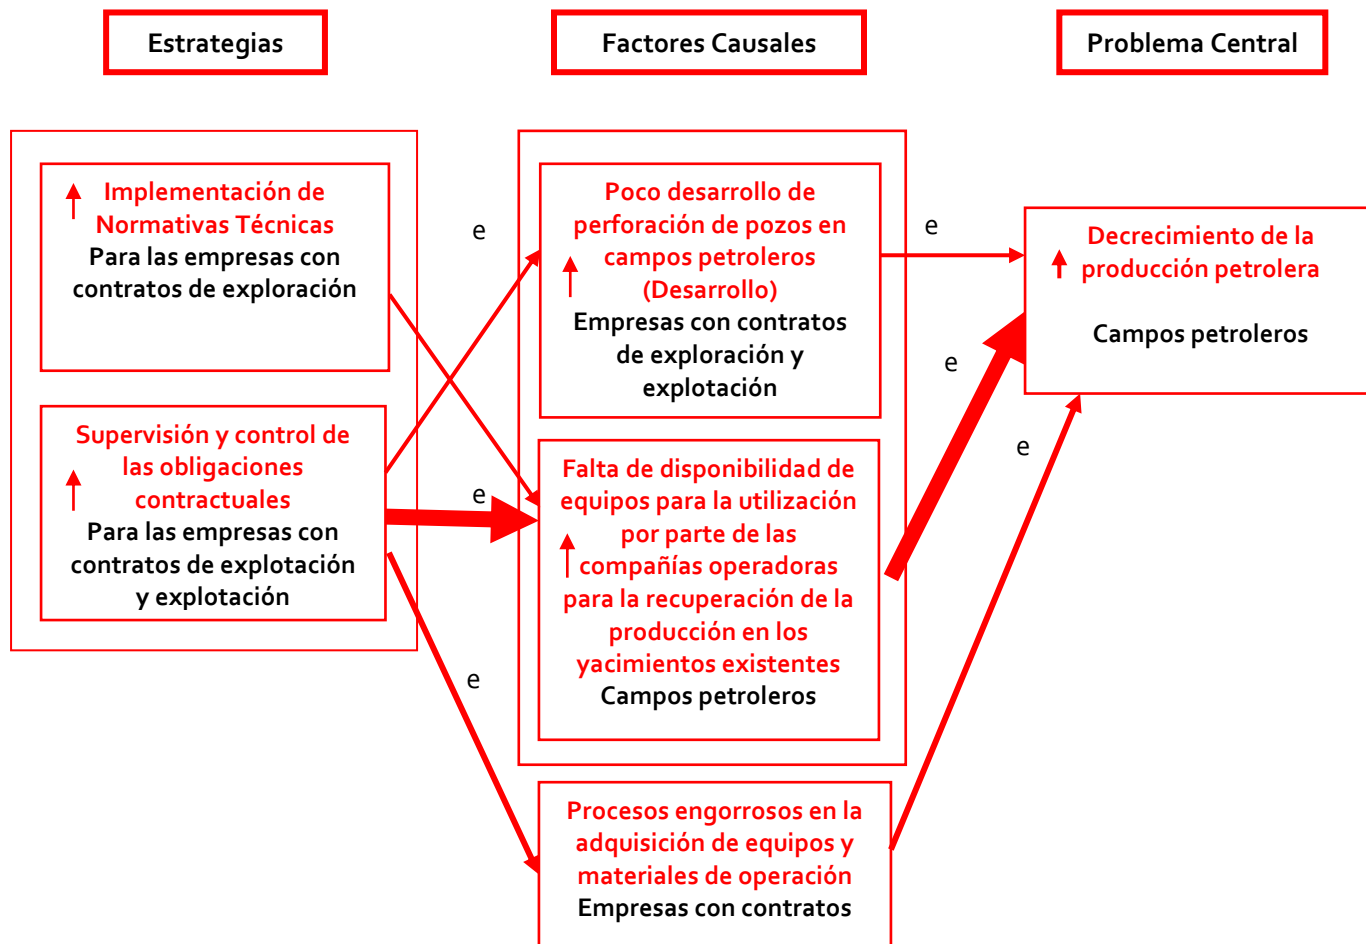 Estrategias
Factores Causales
Problema Central
Implementación de
Normativas Técnicas
Para las empresas con
contratos de exploración
Supervisión y control de
las obligaciones
contractuales
Para las empresas con
contratos de explotación
y explotación
e
e
e
Poco desarrollo de
perforación de pozos en
campos petroleros
(Desarrollo)
Empresas con contratos
de exploración y
explotación
Falta de disponibilidad de
equipos para la utilización
por parte de las
compañías operadoras
para la recuperación de la
producción en los
yacimientos existentes
Campos petroleros
Procesos engorrosos en la
adquisición de equipos y
materiales de operación
Empresas con contratos
e
e
e
Decrecimiento de la
producción petrolera
Campos petroleros